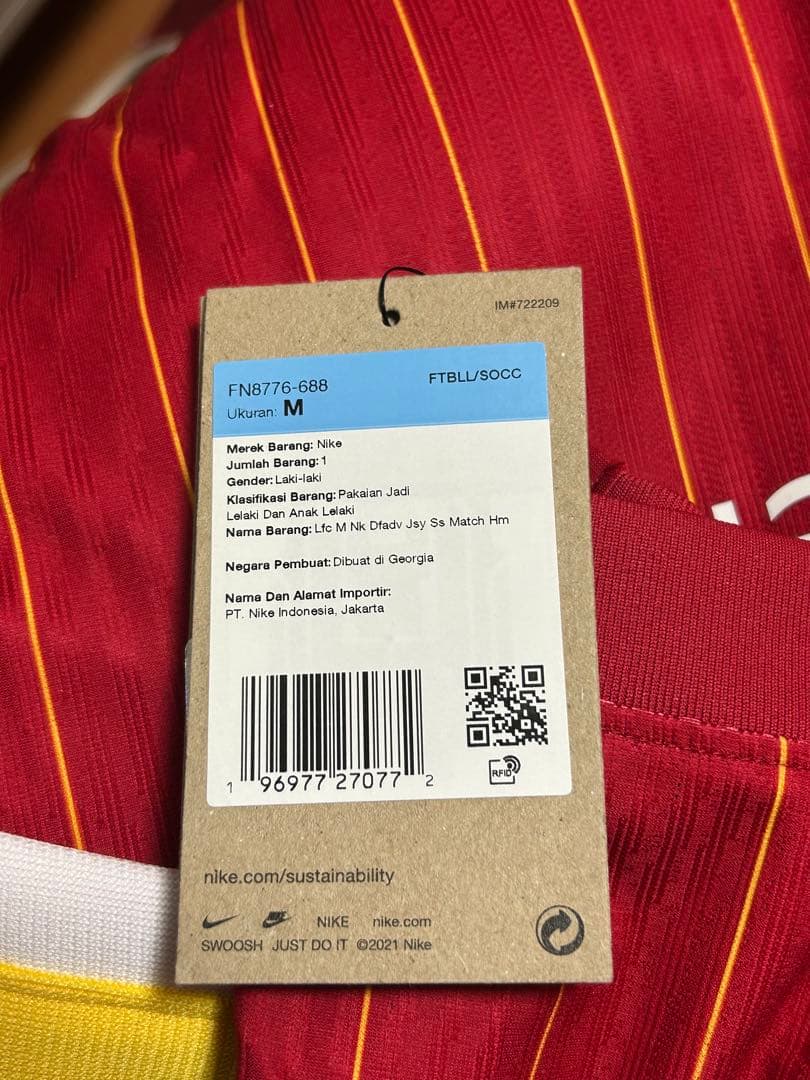 IM#722209
FN8776-688
FTBLL/SOCC
Ukuran: M
Merek Barang: Nike
Jumlah Barang: 1
Gender: Laki-laki
Klasifikasi Barang: Pakaian Jadi
Lelaki Dan Anak Lelaki
Nama Barang: Lfc M Nk Dfadv Jsy Ss Match Hm
Negara Pembuat: Dibuat di Georgia
Nama Dan Alamat Importir:
PT. Nike Indonesia, Jakarta
RFID
1 96977 27077 2
nike.com/sustainability
NIKE nike.com
SWOOSH JUST DO IT ©2021 Nike